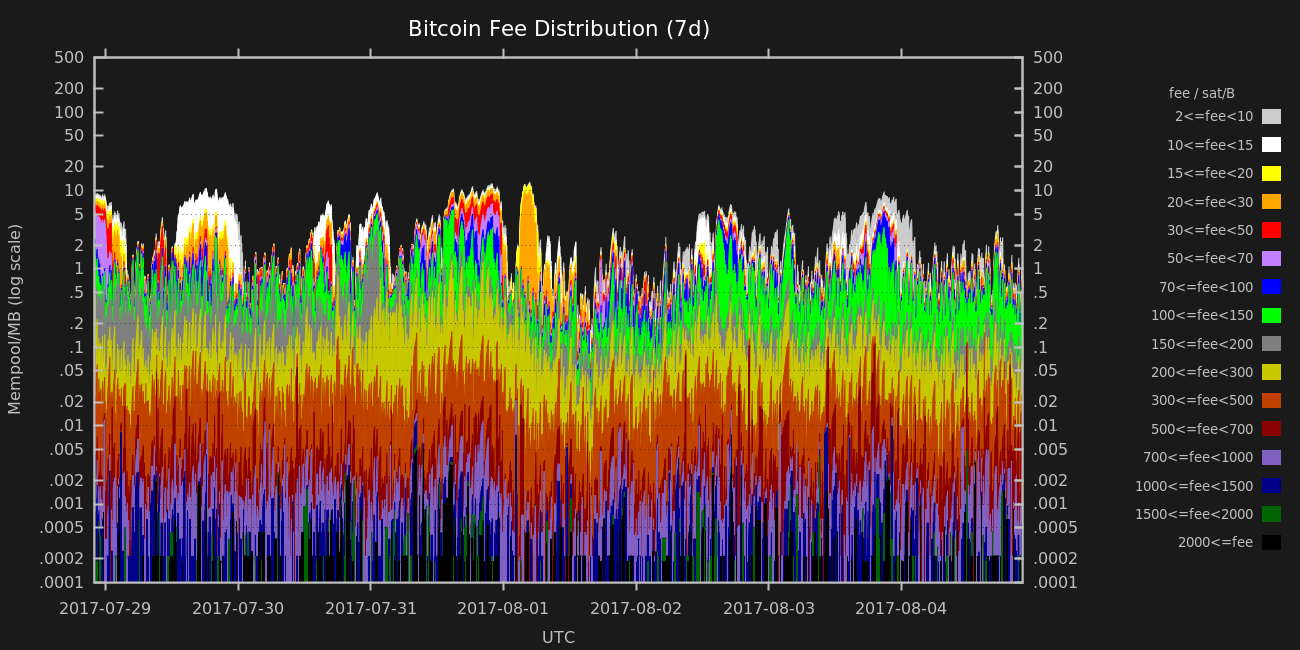 Bitcoin Fee Distribution (7d)
Mempool/MB (log scale)
500
200
100
50
20
10
5
2
1
.5
.2
.1
.05
.02
.01
.005
.002
.001
.0005
.0002
.0001
500
200
100
50
20
10
5
2
1
.5
.2
.1
.05
.02
.01
.005
.002
.001
.0005
.0002
.0001
2017-07-29 2017-07-30 2017-07-31 2017-08-01 2017-08-02 2017-08-03 2017-08-04
UTC
fee / sat/B
2<=fee<10
10<=fee<15
15<=fee<20
20<=fee<30
30<=fee<50
50<=fee<70
70<=fee<100
100<=fee<150
150<=fee<200
200<=fee<300
300<=fee<500
500<=fee<700
700<=fee<1000
1000<=fee<1500
1500<=fee<2000
2000<=fee